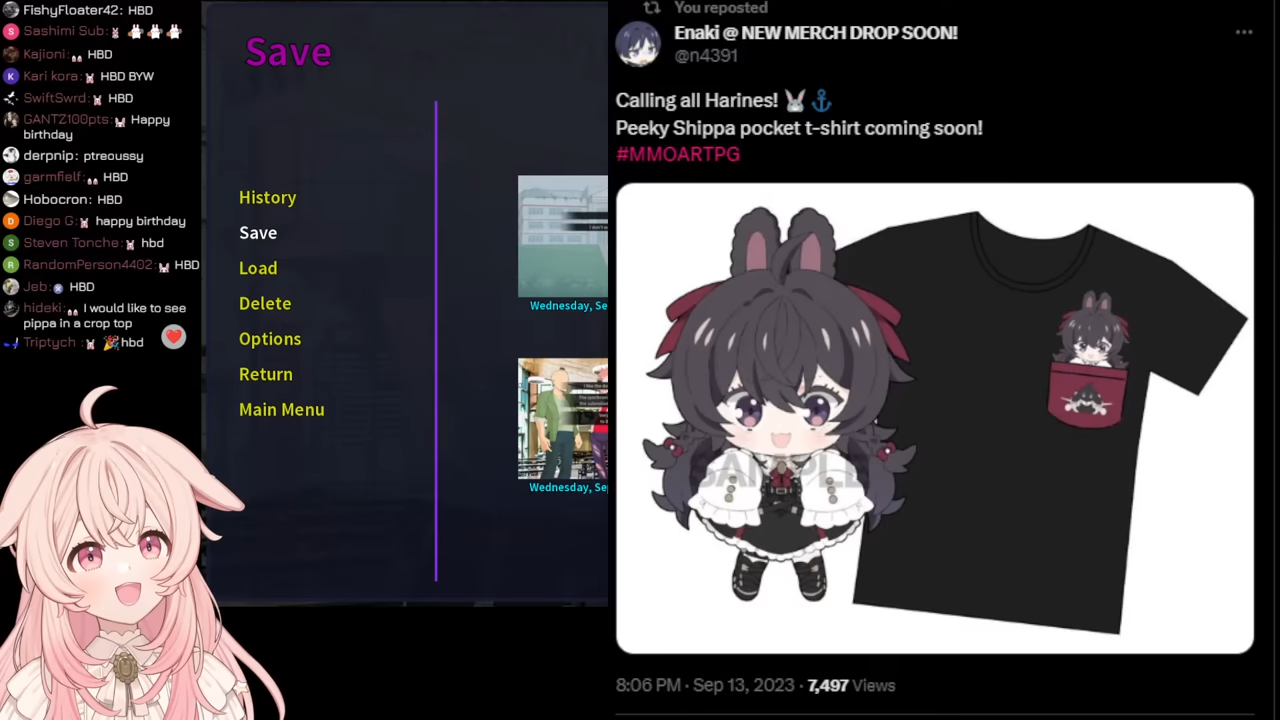 FishyFloater42: HBD
Sashimi Sub:
Kajioni: HBD
Kari kora: HBD BYW
SwiftSwrd: HBD
GANTZ100pts: Happy
birthday
derpnip: ptreoussy
garmfielf: HBD
Hobocron: HBD
Diego G: happy birthday
Steven Tonche: hbd
RandomPerson4402: HBD
Jeb: HBD
hideki: I would like to see
pippa in a crop top
Triptych : hbd
Save
History
Save
Load
Delete
Options
Return
Main Menu
Wednesday, Se
Wednesday, Sep
You reposted
Enaki @ NEW MERCH DROP SOON!
@n4391
Calling all Harines! 🐰⚓
Peeky Shippa pocket t-shirt coming soon!
#MMOARTPG
SAMPLE
8:06 PM · Sep 13, 2023 · 7,497 Views